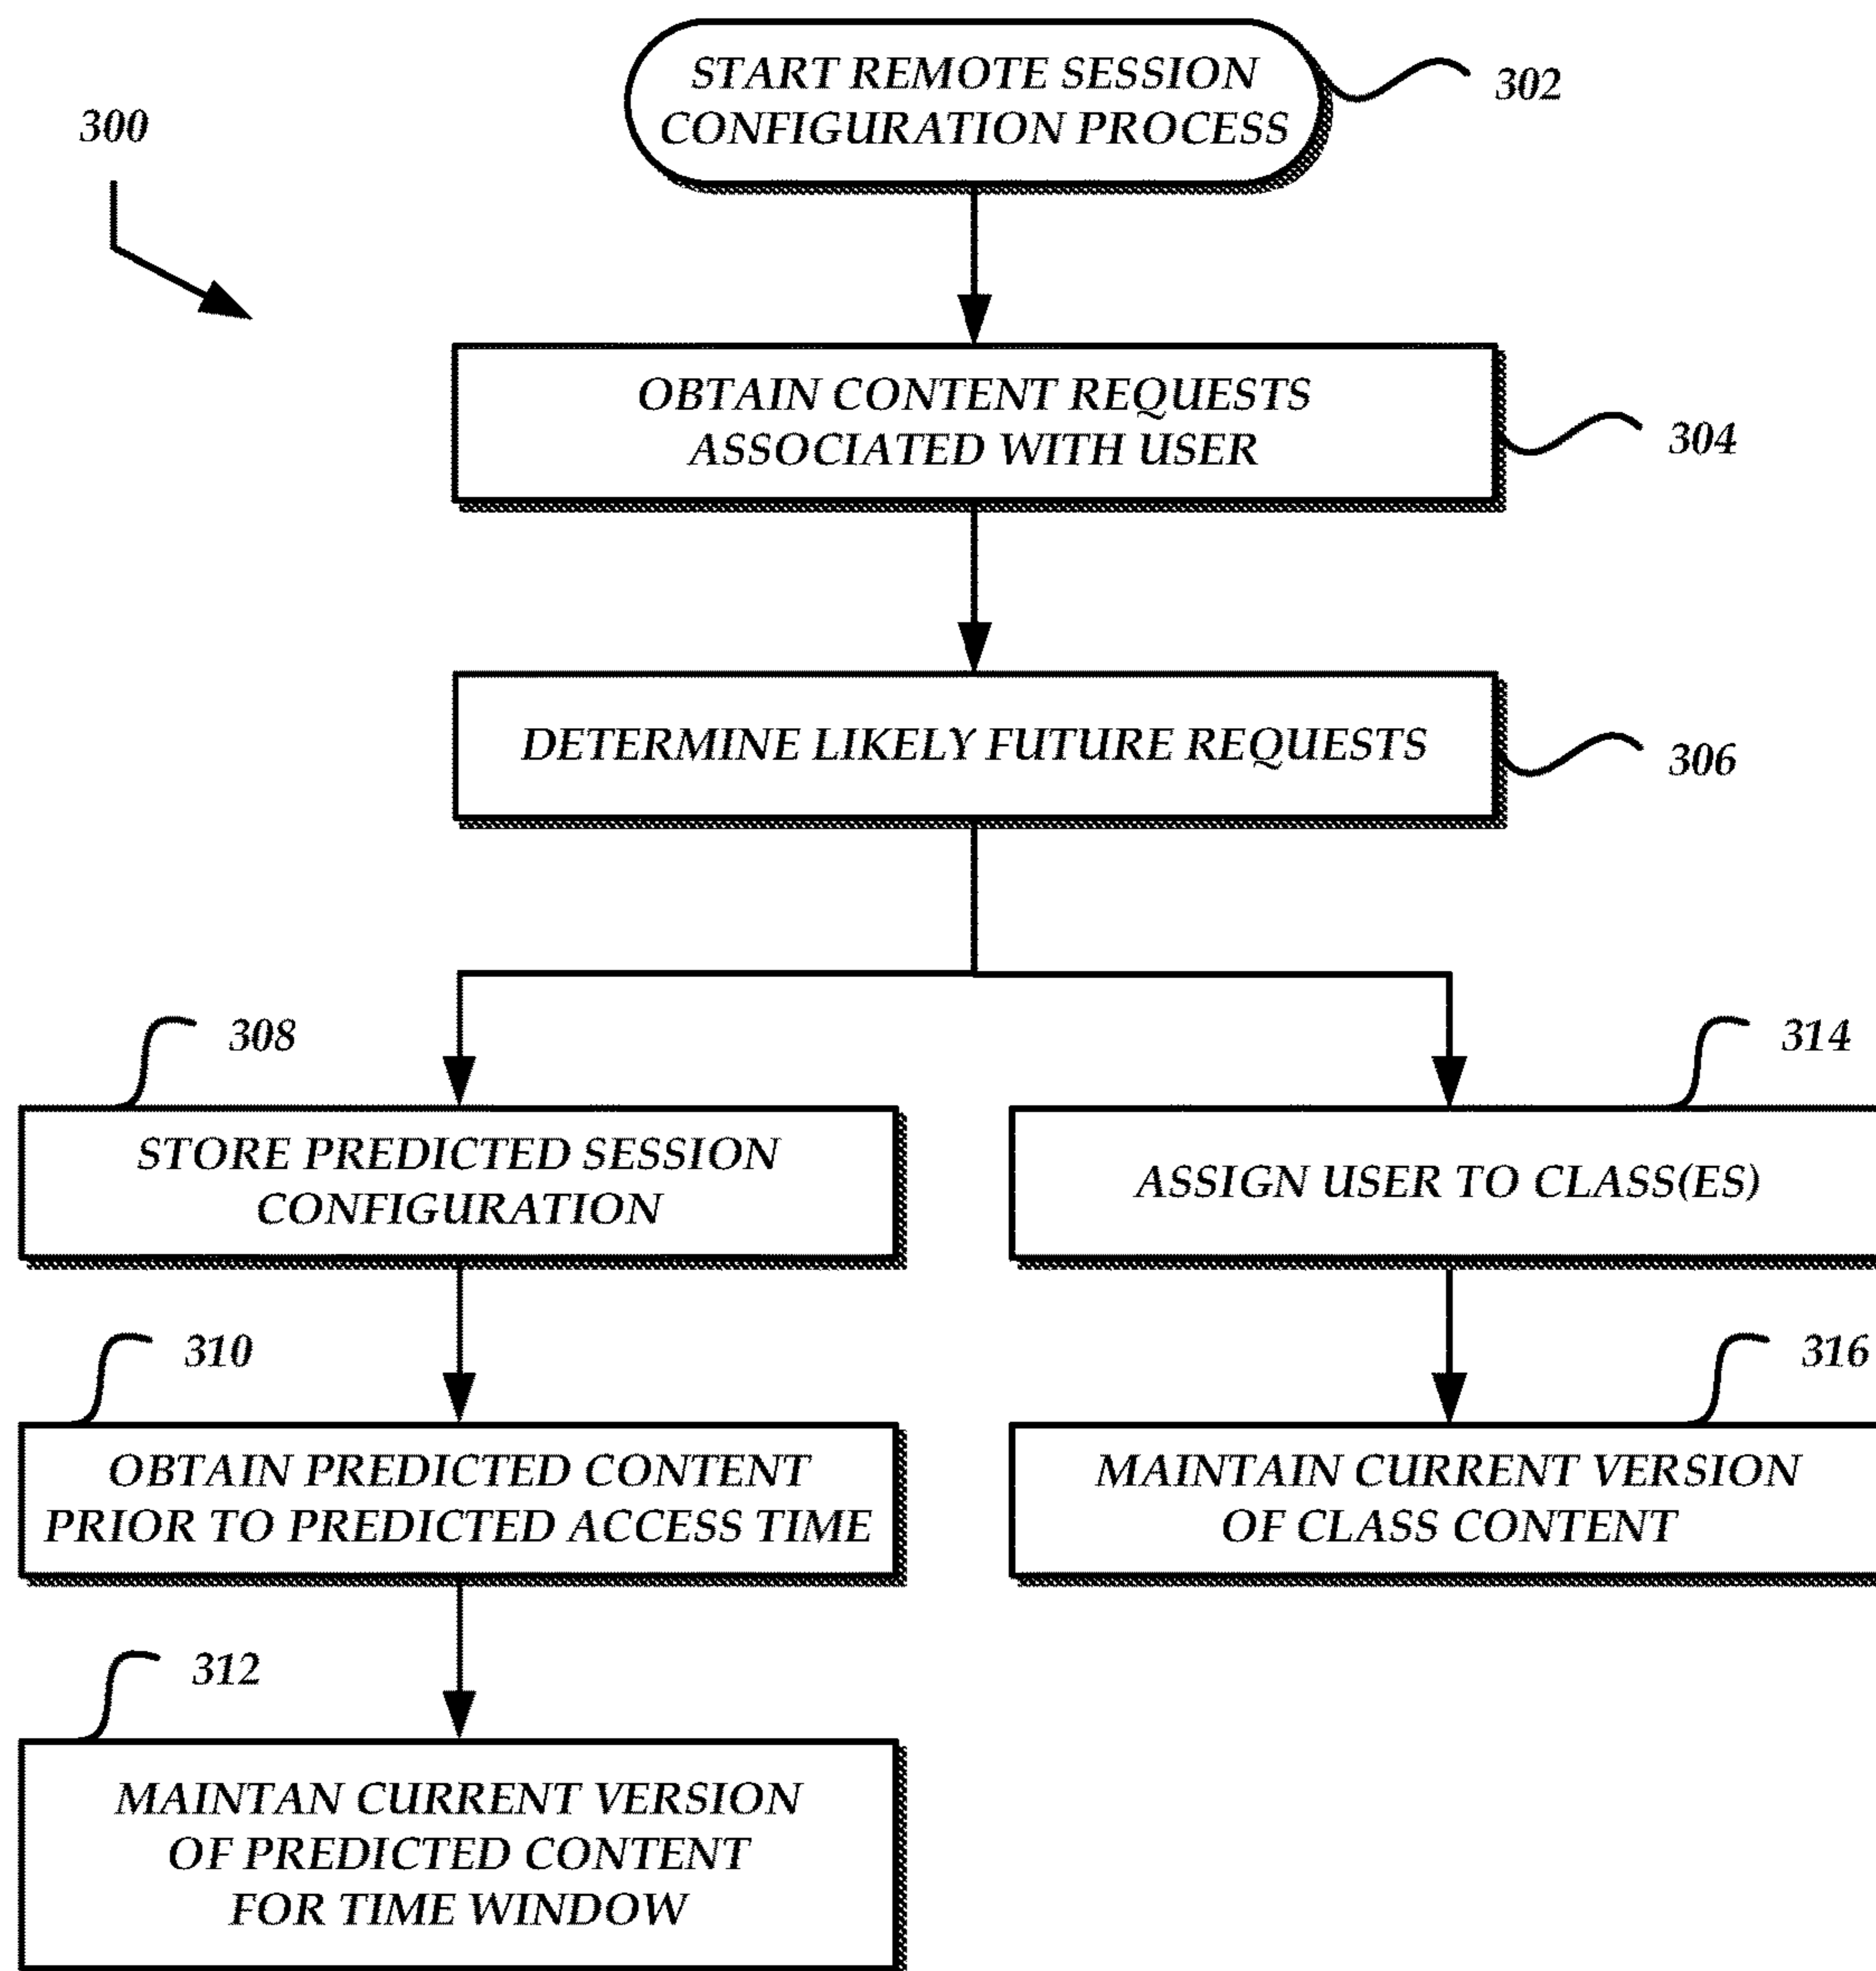 START REMOTE SESSION
CONFIGURATION PROCESS
302
300
OBTAIN CONTENT REQUESTS
ASSOCIATED WITH USER
304
DETERMINE LIKELY FUTURE REQUESTS
306
308
STORE PREDICTED SESSION
CONFIGURATION
310
OBTAIN PREDICTED CONTENT
PRIOR TO PREDICTED ACCESS TIME
312
MAINTAN CURRENT VERSION
OF PREDICTED CONTENT
FOR TIME WINDOW
314
ASSIGN USER TO CLASS(ES)
316
MAINTAIN CURRENT VERSION
OF CLASS CONTENT